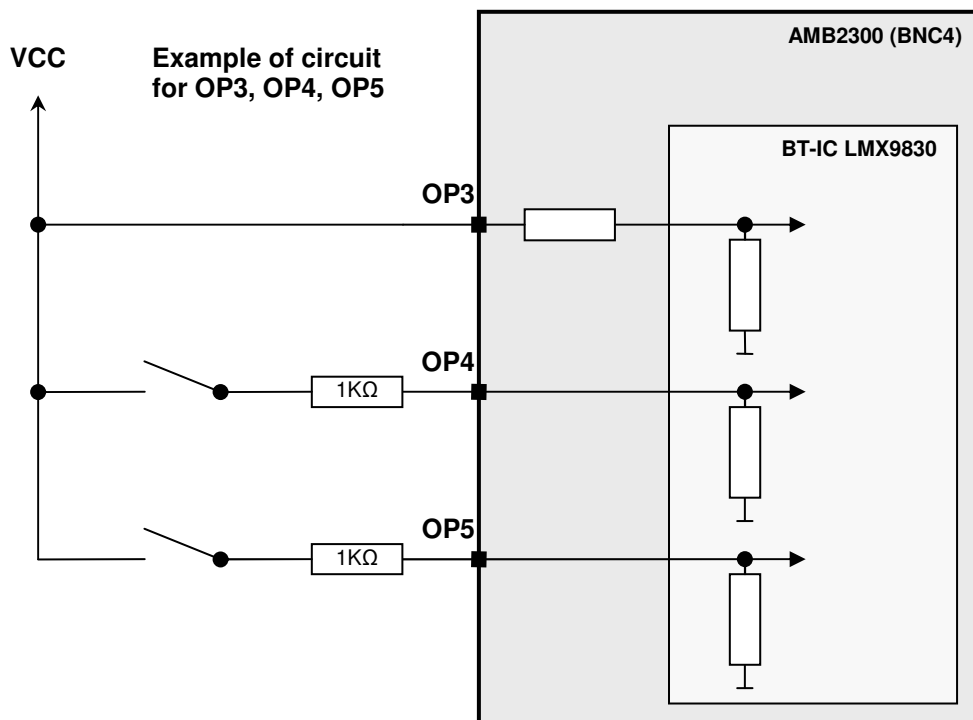 AMB2300 (BNC4)
VCC
Example of circuit
for OP3, OP4, OP5
BT-IC LMX9830
OP3
OP4
1KΩ
OP5
1KΩ